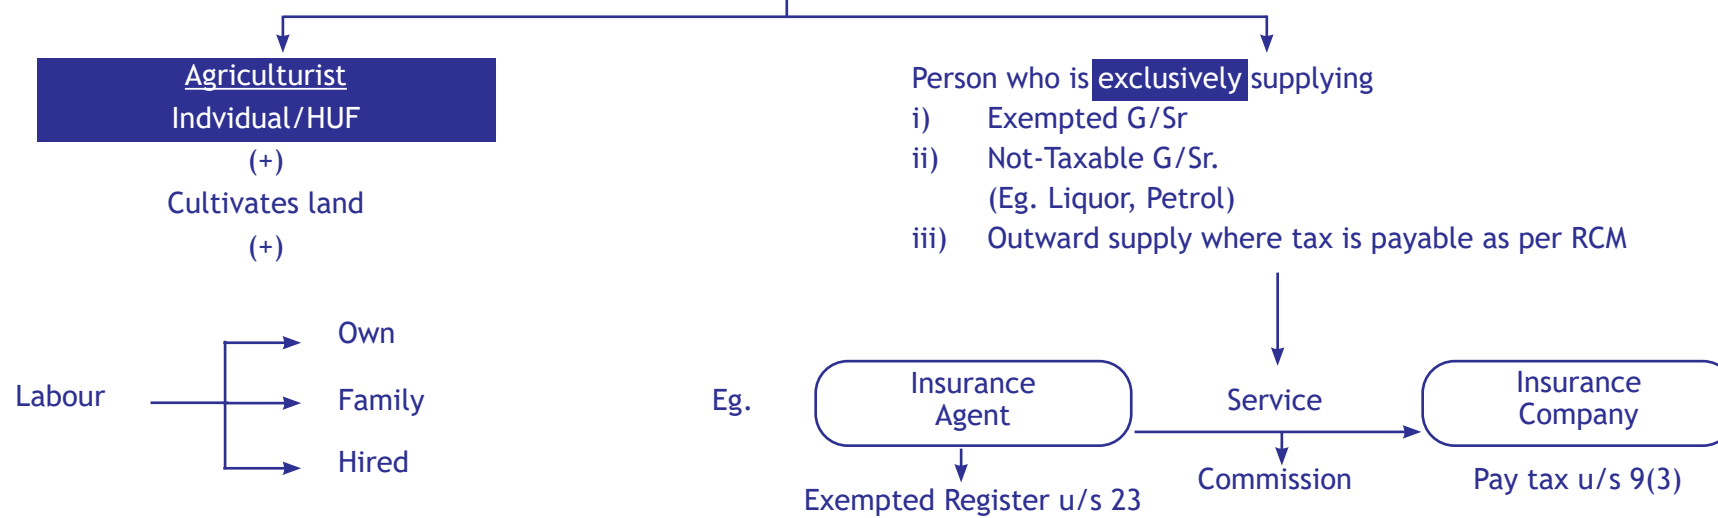 Agriculturist
Indvidual/HUF
(+)
Cultivates land
(+)
Labour
Own
Family
Hired
Person who is exclusively supplying
i) Exempted G/Sr
ii) Not-Taxable G/Sr.
(Eg. Liquor, Petrol)
iii) Outward supply where tax is payable as per RCM
Eg.
Insurance
Agent
Service
Insurance
Company
Exempted Register u/s 23
Commission
Pay tax u/s 9(3)